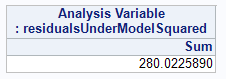 Analysis Variable
: residualsUnderModelSquared
Sum
280.0225890